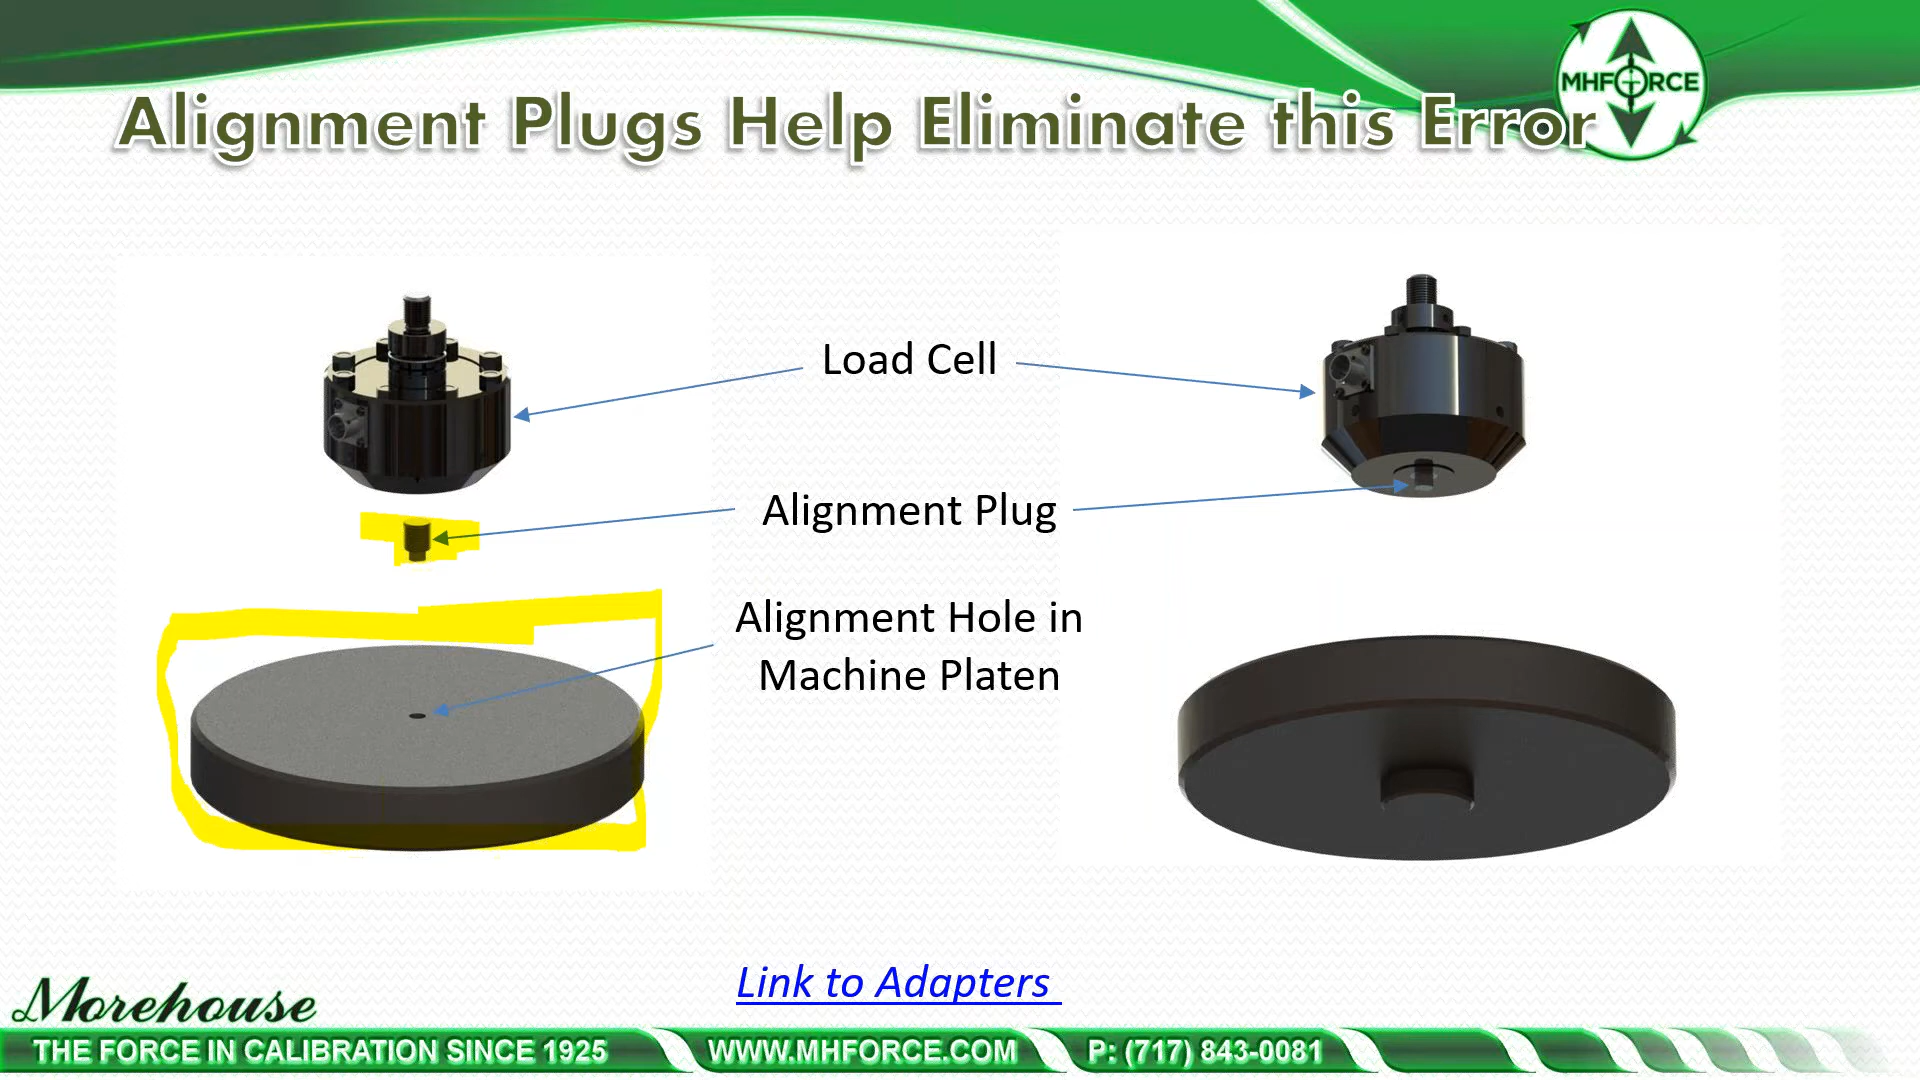 MHFORCE
Alignment Plugs Help Eliminate this Error
Load Cell
Alignment Plug
Alignment Hole in
Machine Platen
Link to Adapters
Morehouse
THE FORCE IN CALIBRATION SINCE 1925
WWW.MHFORCE.COM
P: (717) 843-0081